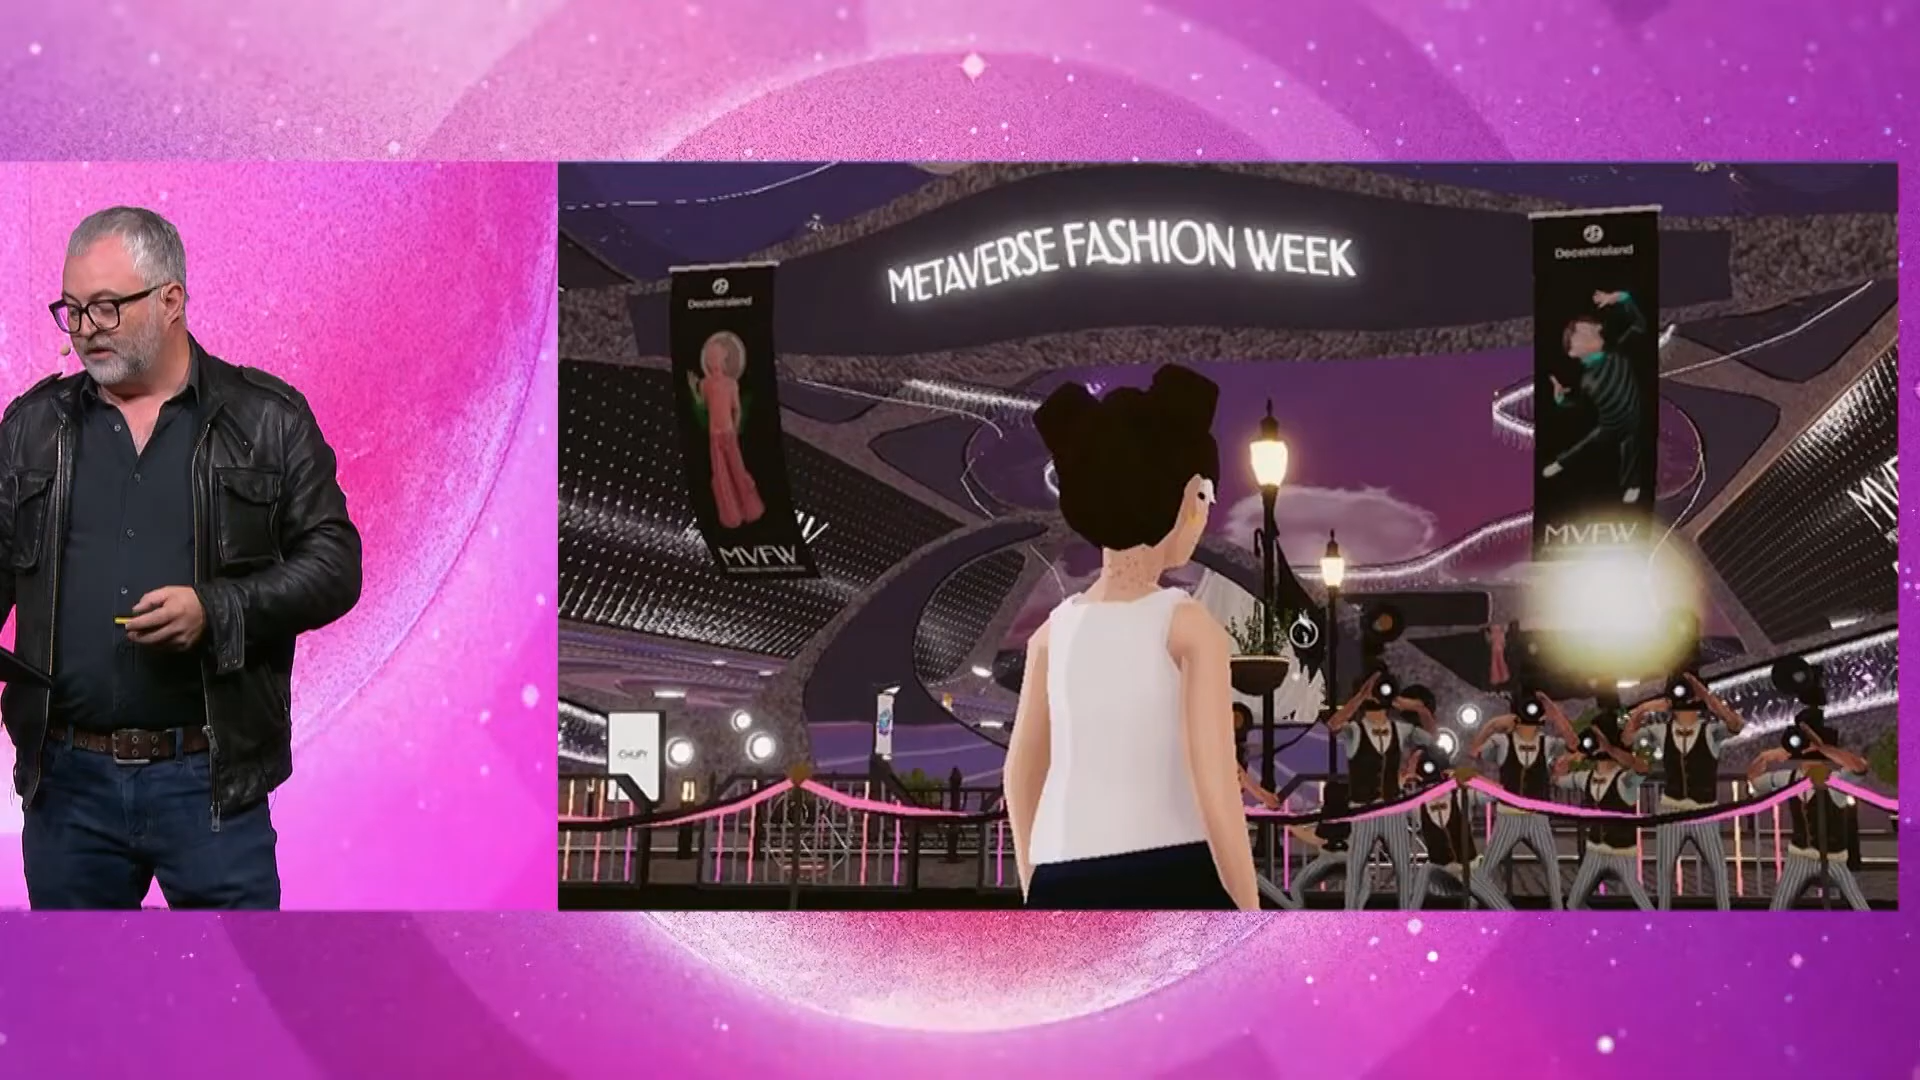 METAVERSE FASHION WEEK
Decentraland
Decentraland
MVFW
MVFW